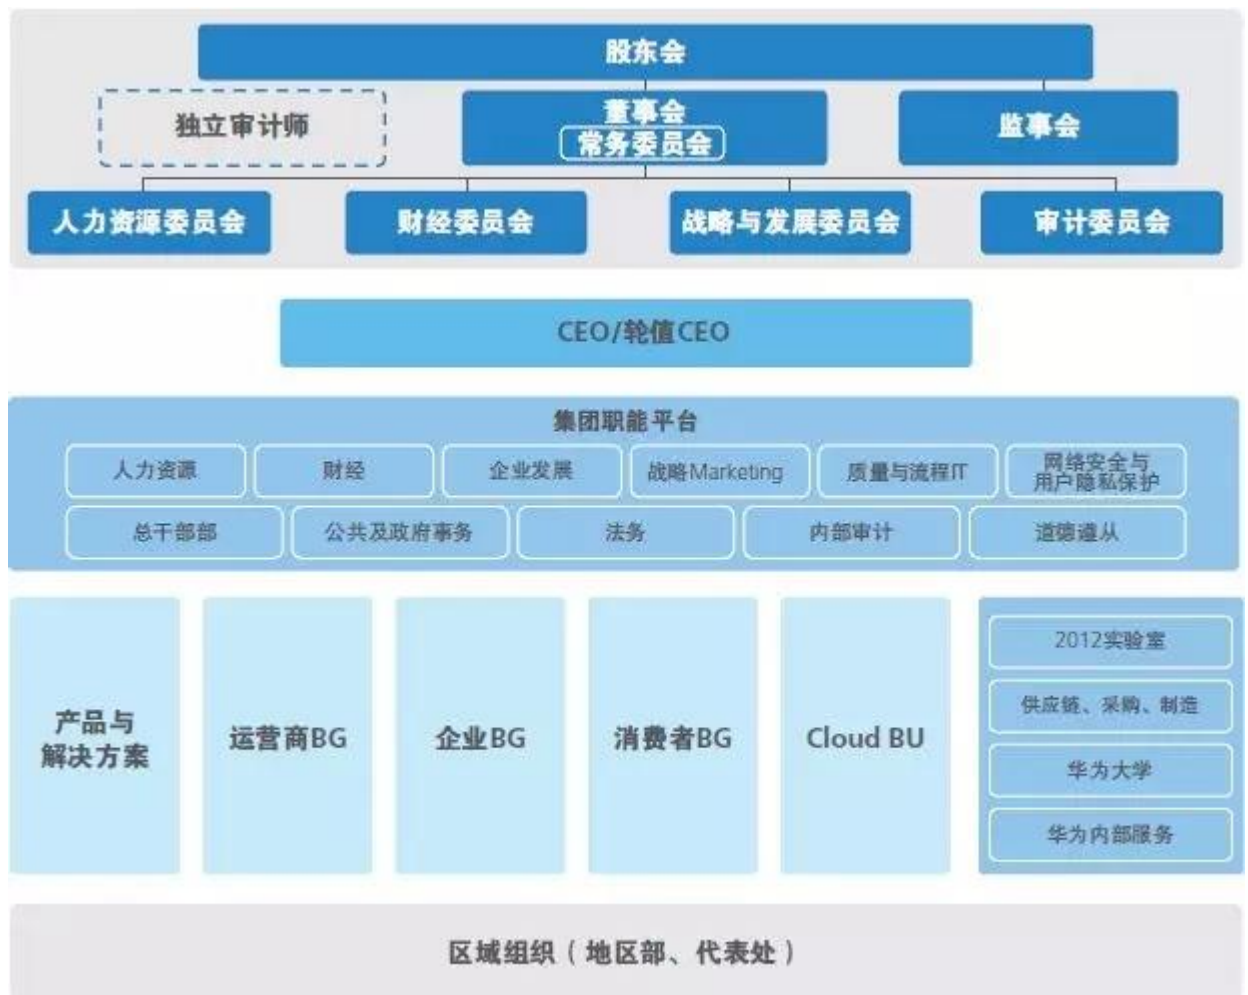 股东会
独立审计师
董事会
常务委员会
监事会
人力资源委员会
财经委员会
战略与发展委员会
审计委员会
CEO/轮值CEO
集团职能平台
人力资源
财经
企业发展
战略Marketing
质量与流程IT
网络安全与
用户隐私保护
总干部部
公共及政府事务
法务
内部审计
道德遵从
产品与
解决方案
运营商BG
企业BG
消费者BG
Cloud BU
2012实验室
供应链、采购、制造
华为大学
华为内部服务
区域组织（地区部、代表处）